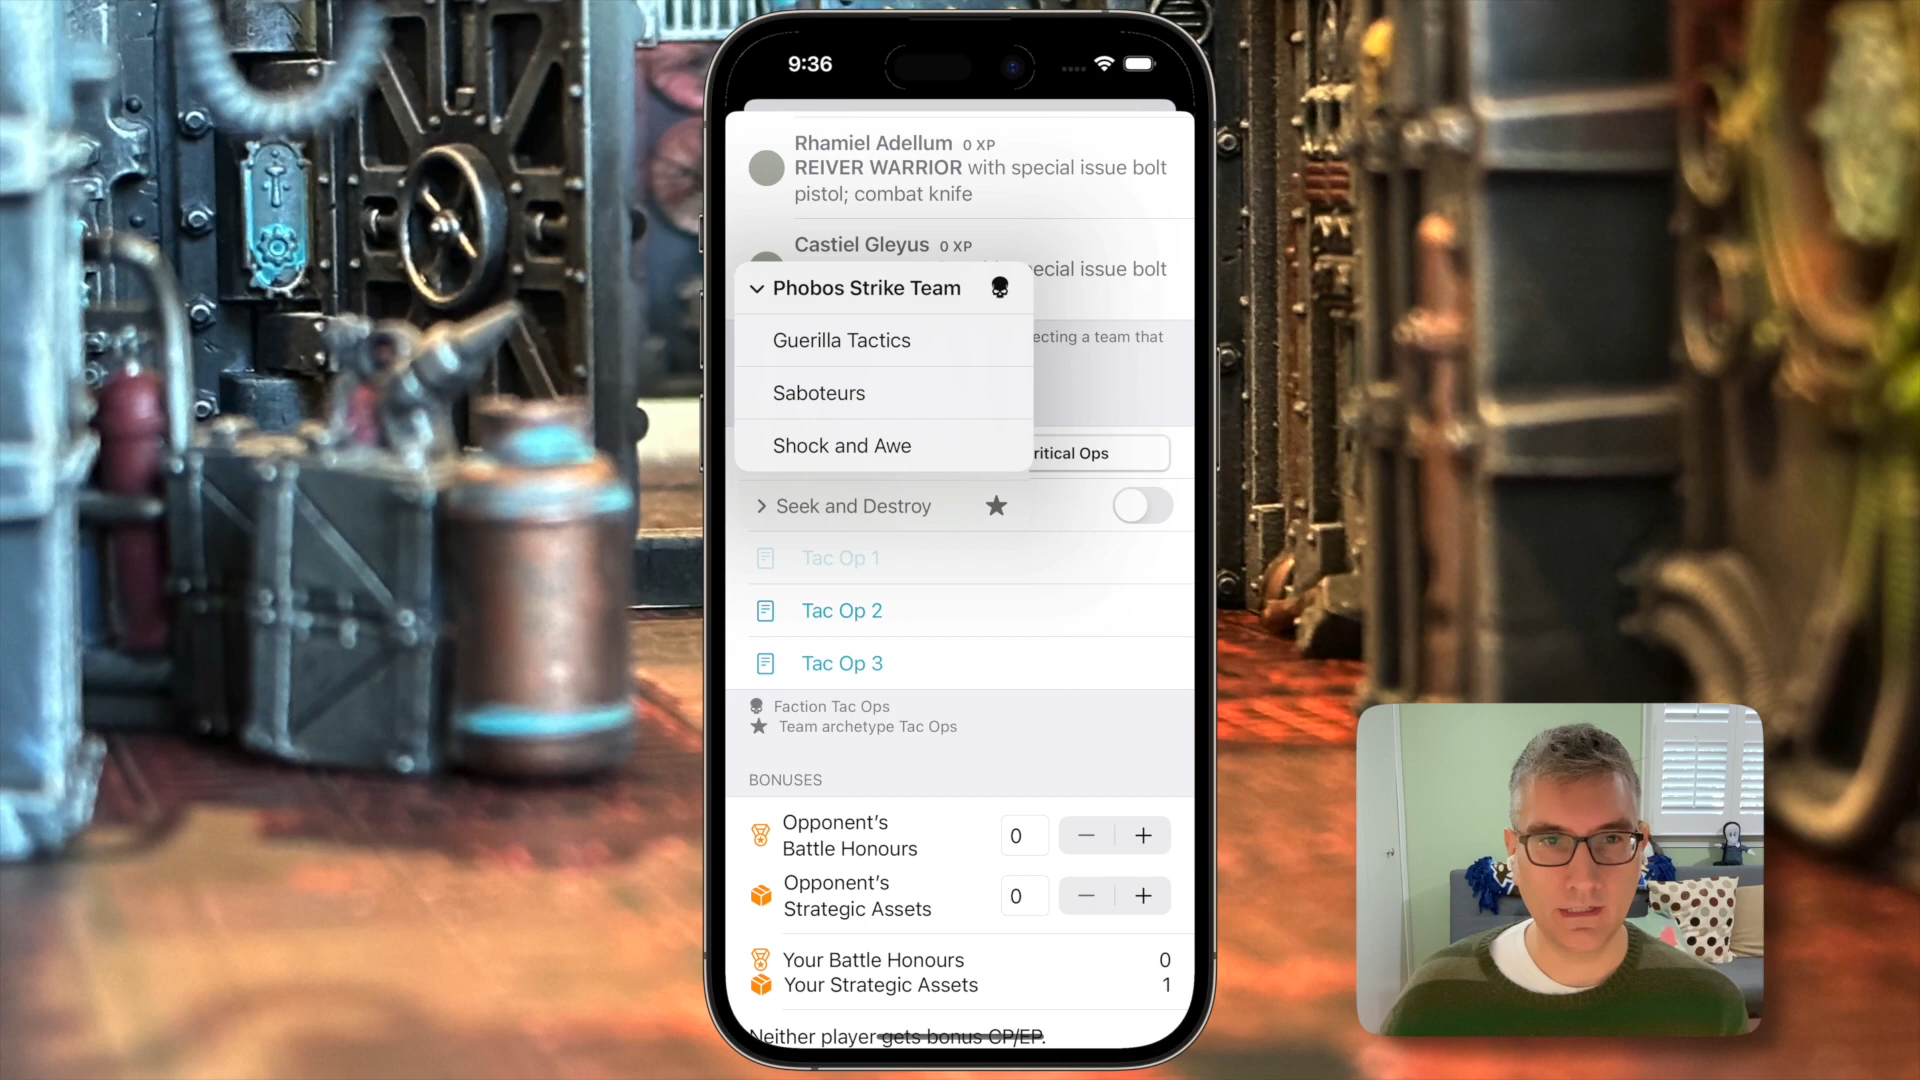 9:36
Rhamiel Adellum 0 XP
REIVER WARRIOR with special issue bolt
pistol; combat knife
Castiel Gleyus 0 XP
ecial issue bolt
Phobos Strike Team
Guerilla Tactics
ecting a team that
Saboteurs
Shock and Awe
ritical Ops
Seek and Destroy
Tac Op 1
Tac Op 2
Tac Op 3
Faction Tac Ops
Team archetype Tac Ops
BONUSES
Opponent's
Battle Honours
0 − +
Opponent's
Strategic Assets
0 − +
Your Battle Honours 0
Your Strategic Assets 1
Neither player gets bonus CP/EP.